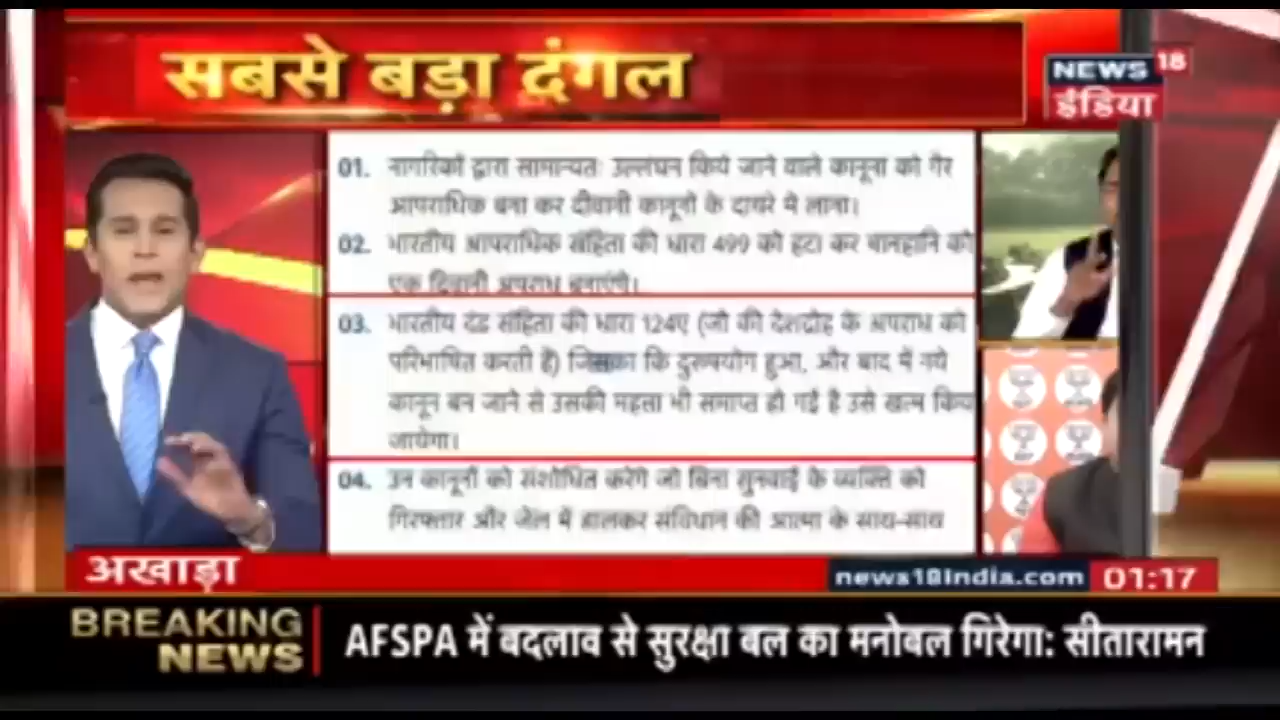 सबसे बड़ा दंगल
NEWS 18
इंडिया
01. नागरिकों द्वारा सामान्यतः उल्लंघन किये जाने वाले कानूनों को गैर
आपराधिक बना कर दीवानी कानूनों के दायरे में लाना।
02. भारतीय आपराधिक संहिता की धारा 499 को हटा कर मानहानि को
एक दिवानी अपराध बनाएंगे।
03. भारतीय दंड संहिता की धारा 124ए (जो की देशद्रोह के अपराध को
परिभाषित करती है) जिसका कि दुरुपयोग हुआ, और बाद में नये
कानून बन जाने से उसकी महत्ता भी समाप्त हो गई है उसे खत्म किया
जायेगा।
04. उन कानूनों को संशोधित करेंगे जो बिना सुनवाई के व्यक्ति को
गिरफ्तार और जेल में डालकर संविधान की आत्मा के साथ-साथ
अखाड़ा
news18India.com 01:17
BREAKING
NEWS
AFSPA में बदलाव से सुरक्षा बल का मनोबल गिरेगा: सीतारामन